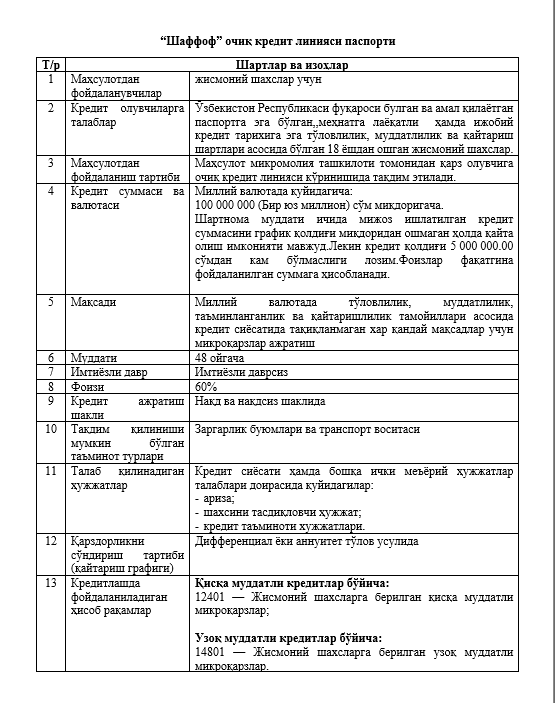 “Шаффоф” очиқ кредит линияси паспорти
Т/р Шартлар ва изоҳлар
1 Маҳсулотдан фойдаланувчилар
жисмоний шахслар учун
2 Кредит олувчиларга талаблар
Ўзбекистон Республикаси фуқароси булган ва амал қилаётган
паспортга эга бўлган,,меҳнатга лаёқатли ҳамда ижобий
кредит тарихига эга тўловлилик, муддатлилик ва қайтариш
шартлари асосида бўлган 18 ёшдан ошган жисмоний шахслар.
3 Маҳсулотдан фойдаланиш тартиби
Маҳсулот микромолия ташкилоти томонидан қарз олувчига
очиқ кредит линияси кўринишида тақдим этилади.
4 Кредит суммаси ва валютаси
Миллий валютада қуйидагича:
100 000 000 (Бир юз миллион) сўм миқдоригача.
Шартнома муддати ичида мижоз ишлатилган кредит
суммасини график қолдиғи миқдоридан ошмаган ҳолда қайта
олиш имконияти мавжуд.Лекин кредит қолдиғи 5 000 000.00
сўмдан кам бўлмаслиги лозим.Фоизлар фақатгина
фойдаланилган суммага ҳисобланади.
5 Мақсади
Миллий валютада тўловлилик, муддатлилик,
таъминланганлик ва қайтаришлилик тамойиллари асосида
кредит сиёсатида тақиқланмаган хар қандай мақсадлар учун
микроқарзлар ажратиш
6 Муддати 48 ойгача
7 Имтиёзли давр Имтиёзли даврсиз
8 Фоизи 60%
9 Кредит ажратиш шакли
Нақд ва нақдсиз шаклида
10 Тақдим қилиниши мумкин бўлган таъминот турлари
Заргарлик буюмлари ва транспорт воситаси
11 Талаб қилинадиган ҳужжатлар
Кредит сиёсати ҳамда бошка ички меъёрий ҳужжатлар
талаблари доирасида қуйидагилар:
- ариза;
- шахсини тасдиқловчи ҳужжат;
- кредит таъминоти хужжатлари.
12 Қарздорликни сўндириш тартиби (қайтариш графиги)
Дифференциал ёки аннуитет тўлов усулида
13 Кредитлашда фойдаланиладиган ҳисоб рақамлар
Қисқа муддатли кредитлар бўйича:
12401 — Жисмоний шахсларга берилган қисқа муддатли
микроқарзлар;
Узоқ муддатли кредитлар бўйича:
14801 — Жисмоний шахсларга берилган узоқ муддатли
микроқарзлар.